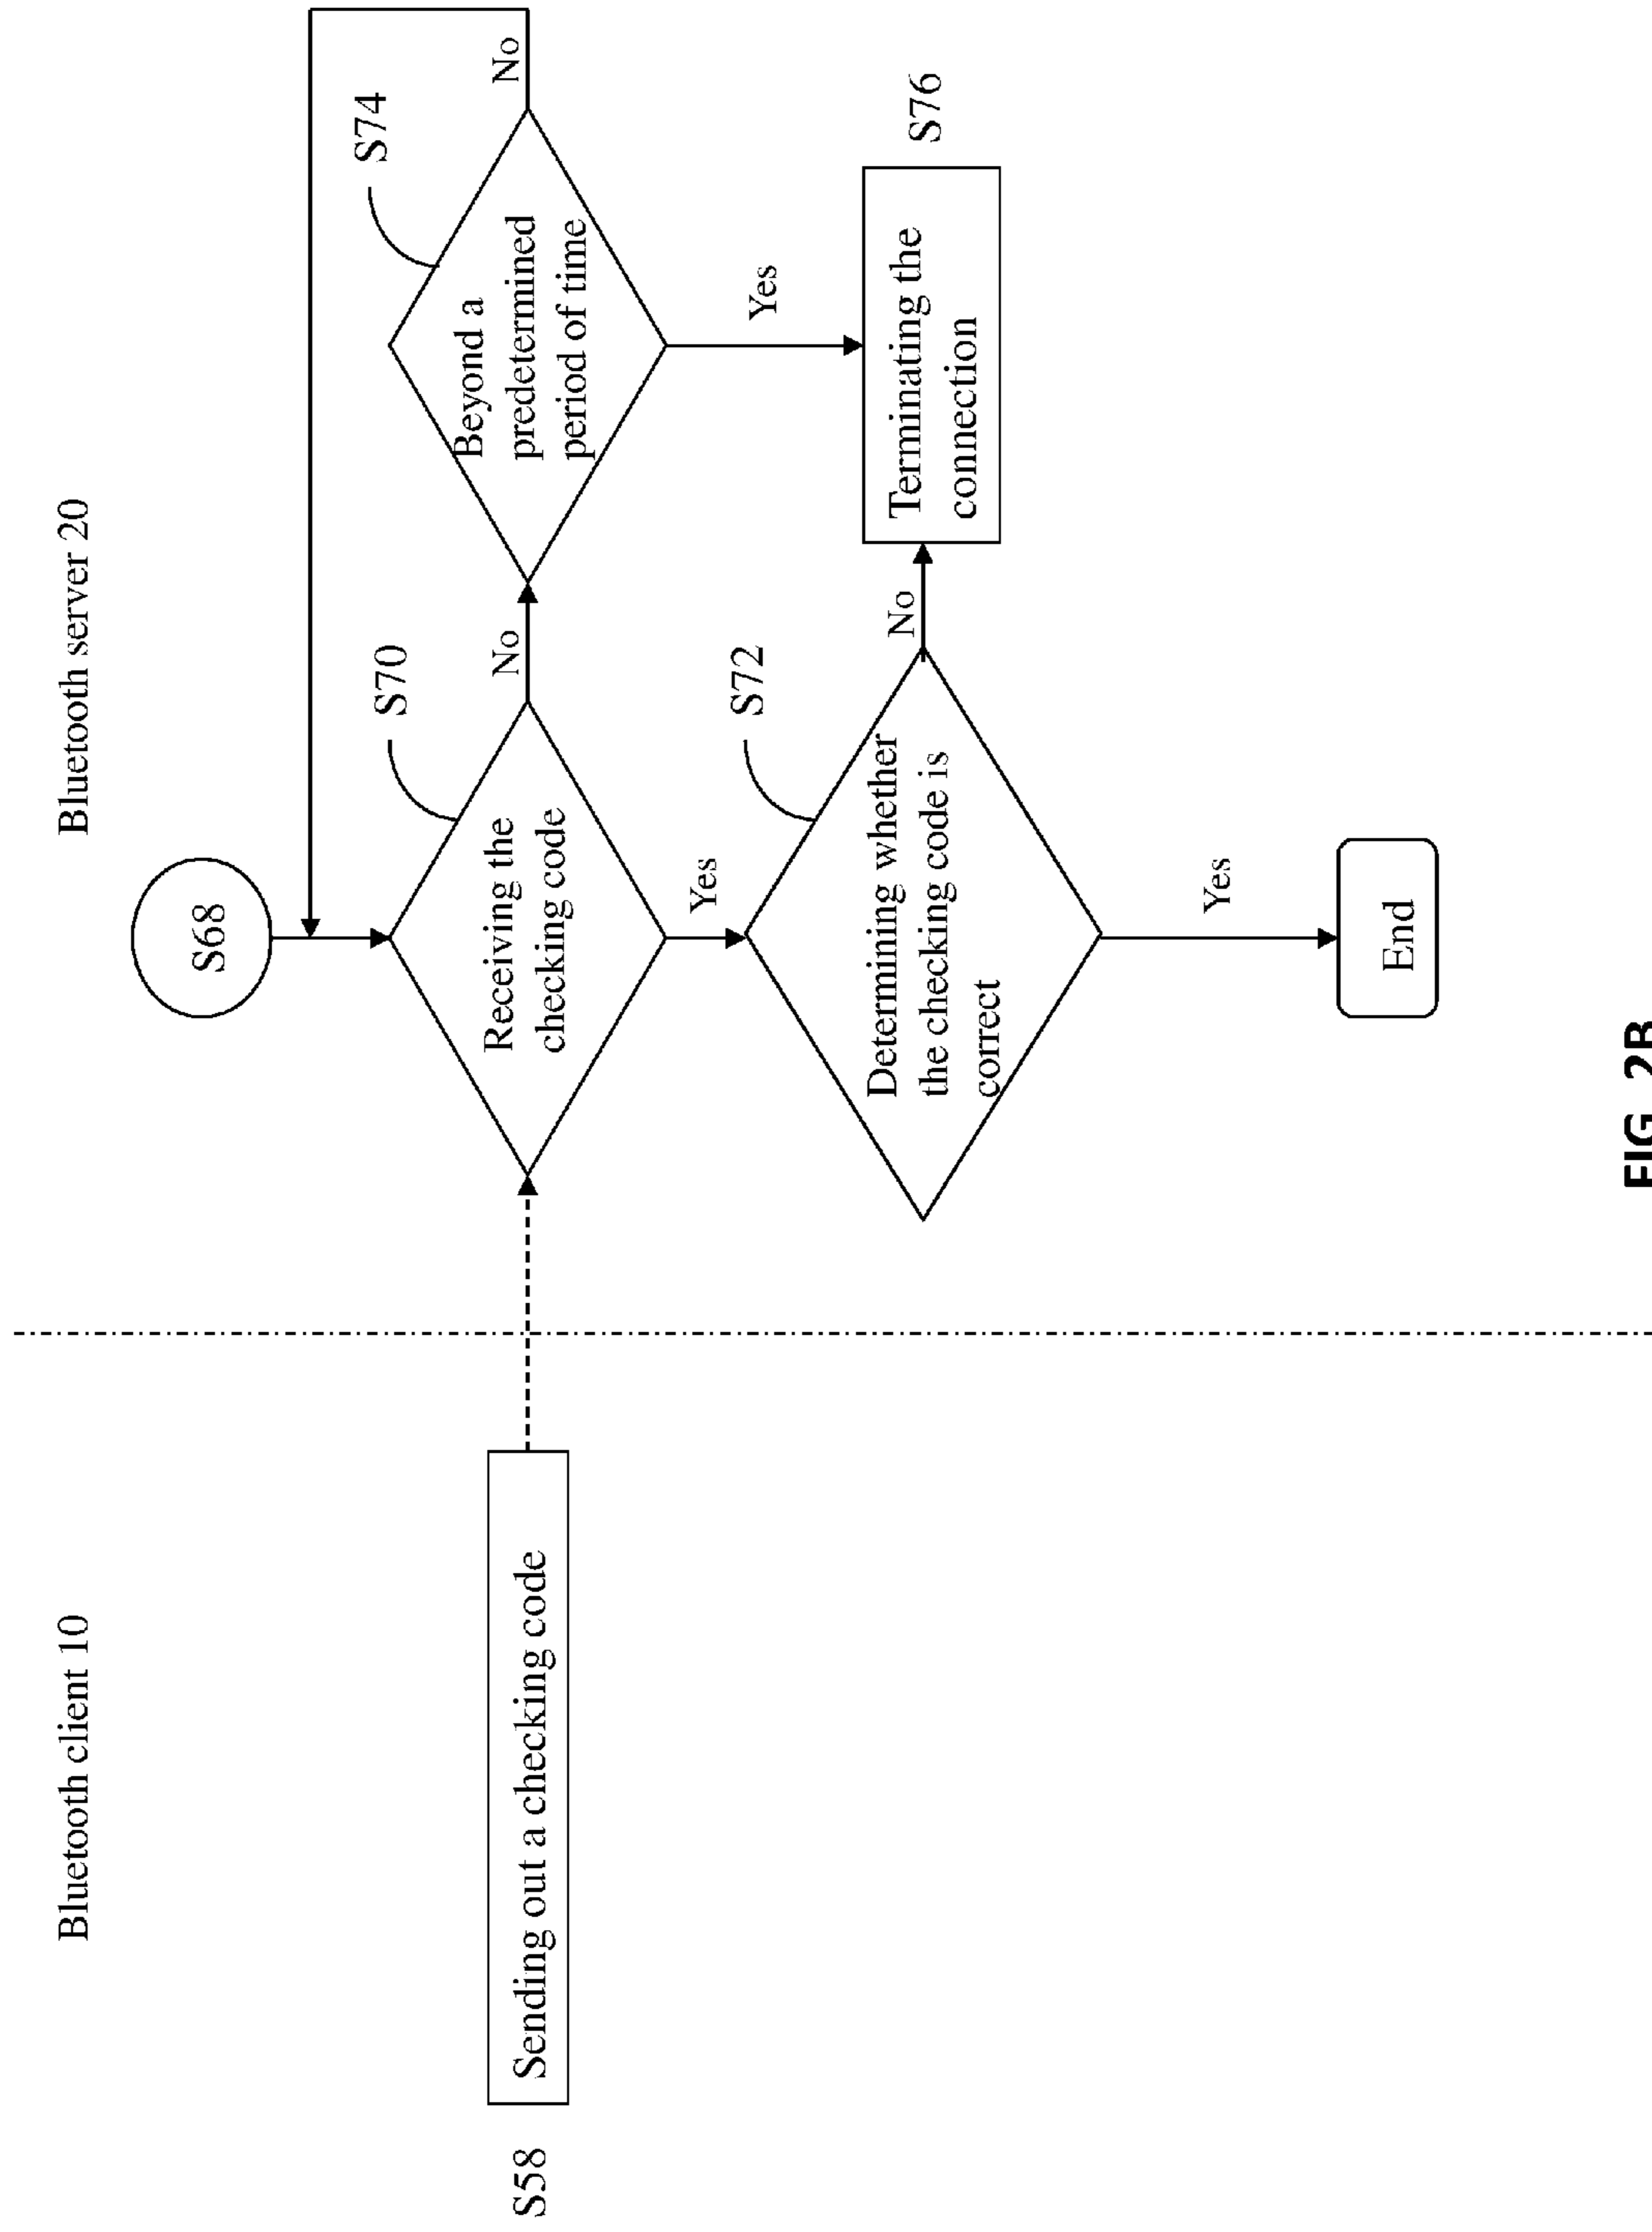 Bluetooth client 10
Bluetooth server 20
S68
S58
Sending out a checking code
Receiving the
checking code
S70
No
Beyond a
predetermined
period of time
S74
No
Yes
Yes
Determining whether
the checking code is
correct
S72
No
Terminating the
connection
S76
Yes
End
FIG. 2B